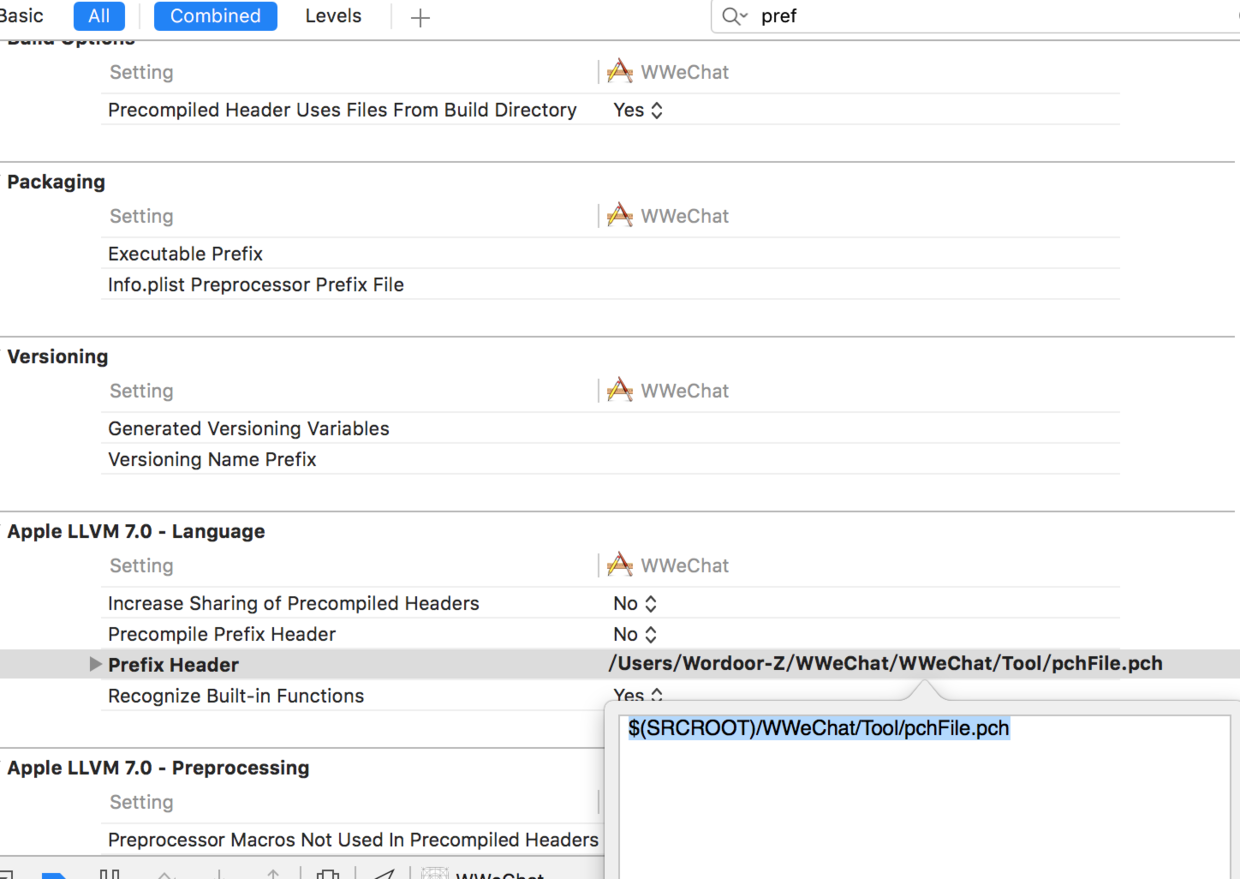 Basic All Combined Levels pref
Build Options
Setting WWeChat
Precompiled Header Uses Files From Build Directory Yes
Packaging
Setting WWeChat
Executable Prefix
Info.plist Preprocessor Prefix File
Versioning
Setting WWeChat
Generated Versioning Variables
Versioning Name Prefix
Apple LLVM 7.0 - Language
Setting WWeChat
Increase Sharing of Precompiled Headers No
Precompile Prefix Header No
Prefix Header /Users/Wordoor-Z/WWeChat/WWeChat/Tool/pchFile.pch
Recognize Built-in Functions Yes
$(SRCROOT)/WWeChat/Tool/pchFile.pch
Apple LLVM 7.0 - Preprocessing
Setting
Preprocessor Macros Not Used In Precompiled Headers
WWeChat